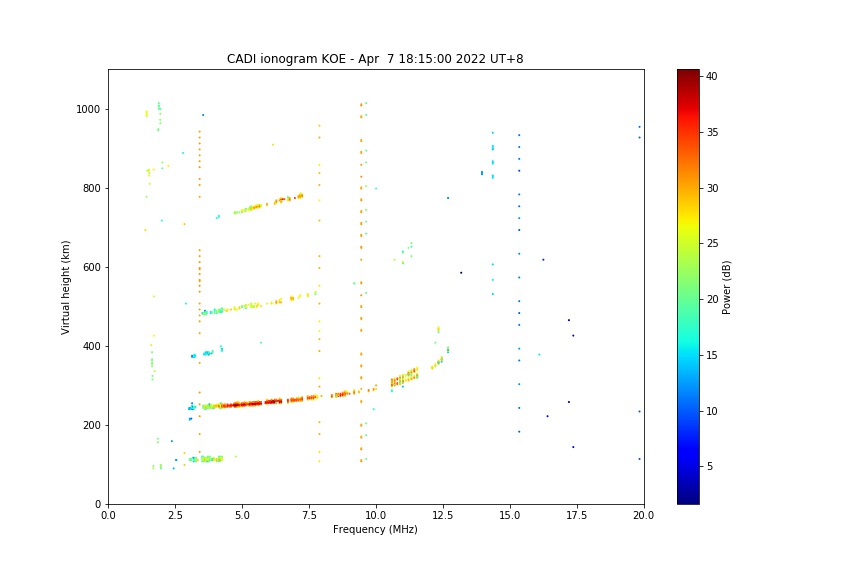 CADI ionogram KOE - Apr  7 18:15:00 2022 UT+8
Virtual height (km)
1000
800
600
400
200
0
0.0 2.5 5.0 7.5 10.0 12.5 15.0 17.5 20.0
Frequency (MHz)
40
35
30
25
20
15
10
5
Power (dB)